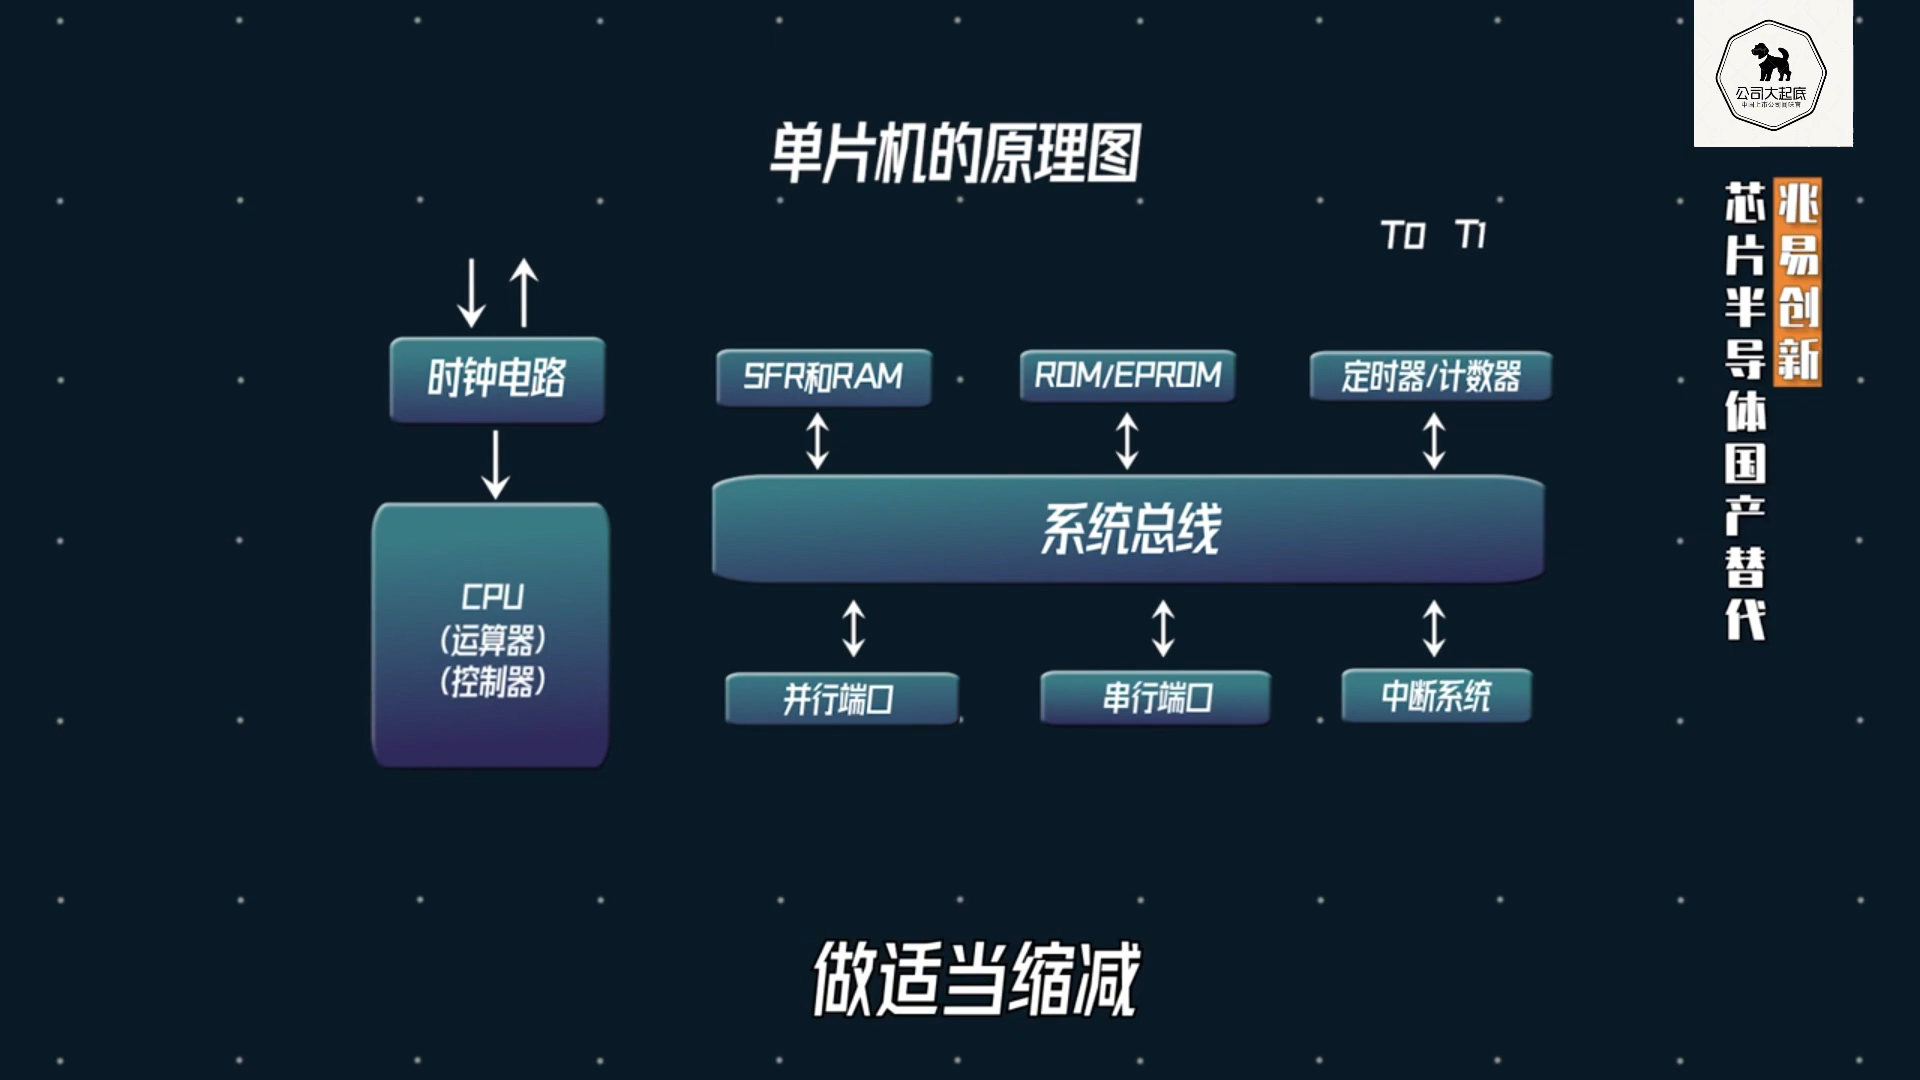 公司大起底
单片机的原理图
T0 T1
时钟电路
SFR和RAM
ROM/EPROM
定时器/计数器
系统总线
CPU
(运算器)
(控制器)
并行端口
串行端口
中断系统
兆易创新
芯片半导体国产替代
做适当缩减